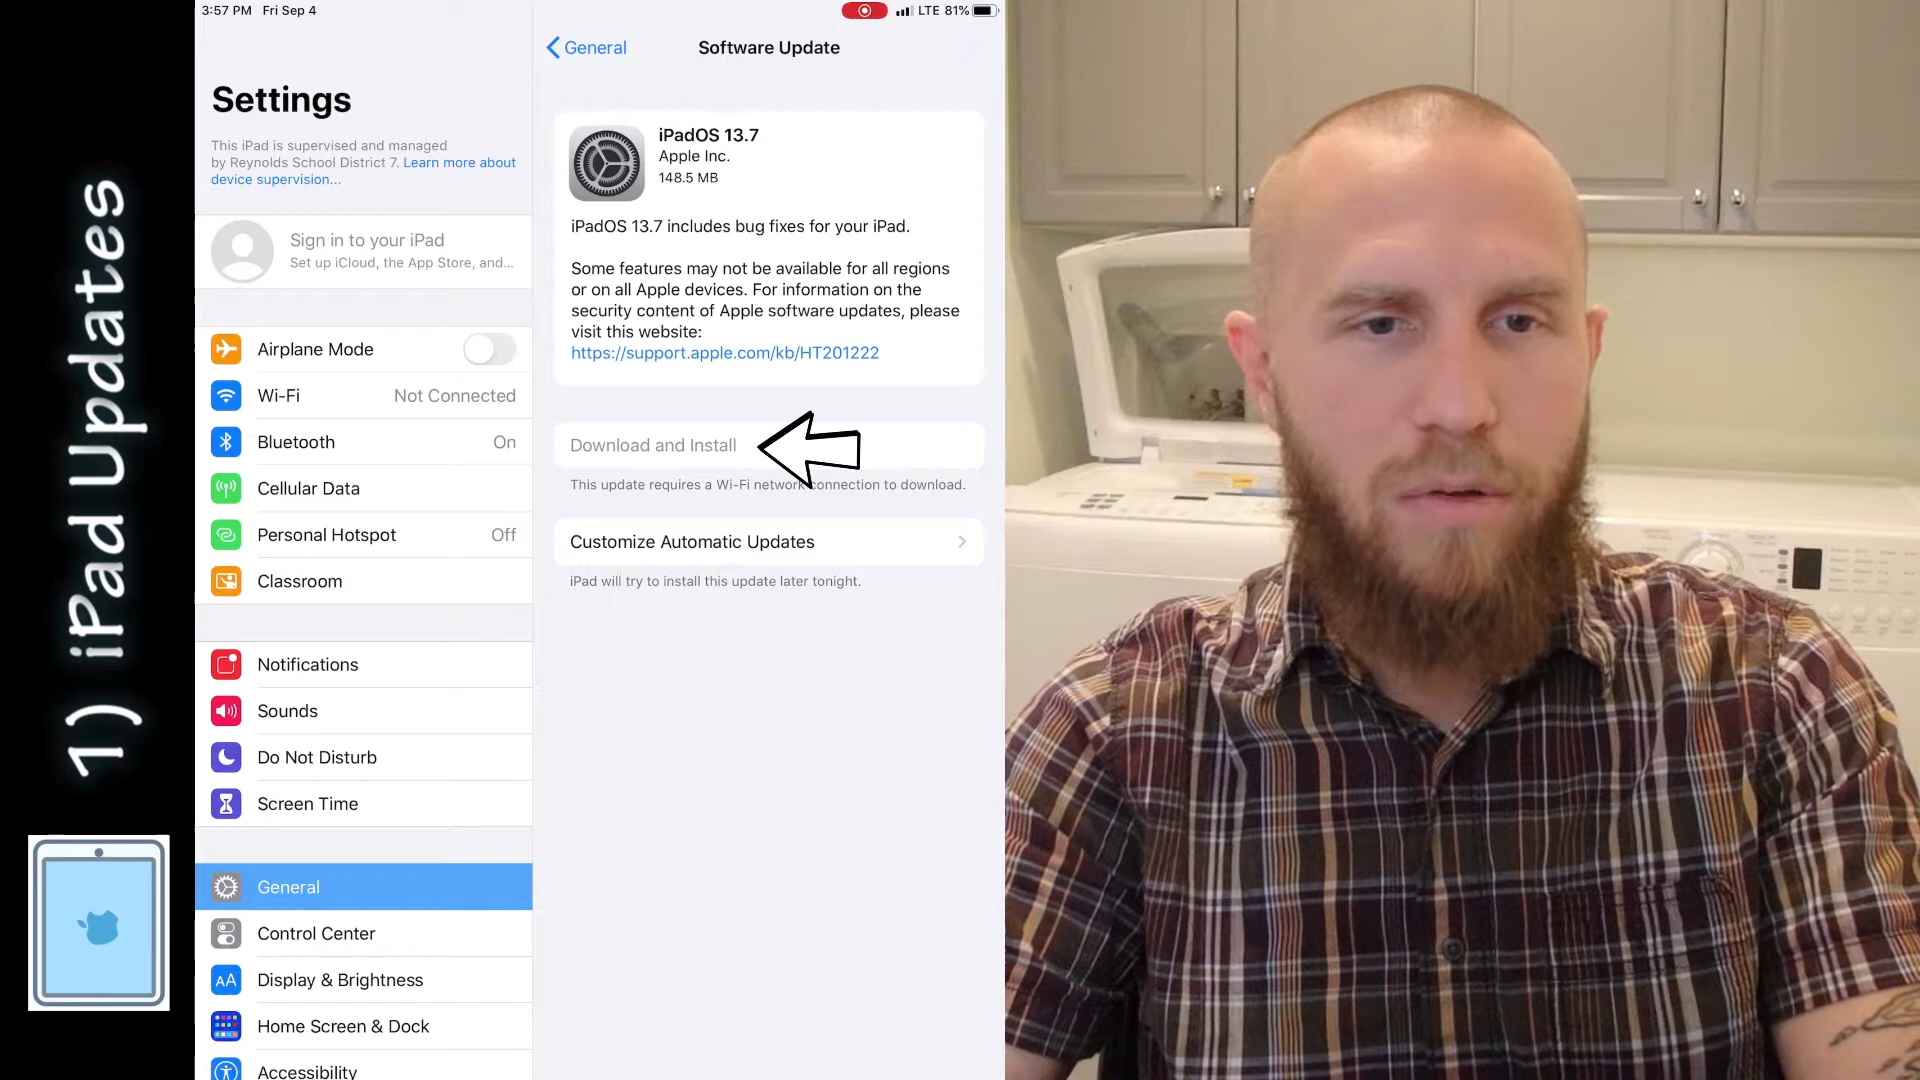 1) iPad Updates
3:57 PM Fri Sep 4
LTE 81%
Settings
This iPad is supervised and managed
by Reynolds School District 7. Learn more about
device supervision...
Sign in to your iPad
Set up iCloud, the App Store, and...
Airplane Mode
Wi-Fi Not Connected
Bluetooth On
Cellular Data
Personal Hotspot Off
Classroom
Notifications
Sounds
Do Not Disturb
Screen Time
General
Control Center
AA Display & Brightness
Home Screen & Dock
Accessibility
General
Software Update
iPadOS 13.7
Apple Inc.
148.5 MB
iPadOS 13.7 includes bug fixes for your iPad.
Some features may not be available for all regions
or on all Apple devices. For information on the
security content of Apple software updates, please
visit this website:
https://support.apple.com/kb/HT201222
Download and Install
This update requires a Wi-Fi network connection to download.
Customize Automatic Updates
iPad will try to install this update later tonight.